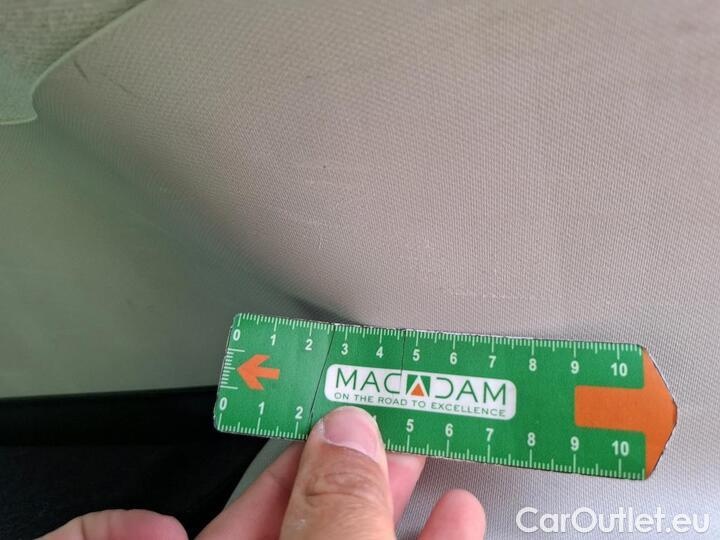 0 1 2 3 4 5 6 7 8 9 10
MACADAM
ON THE ROAD TO EXCELLENCE
0 1 2 4 5 6 7 8 9 10
CarOutlet.eu